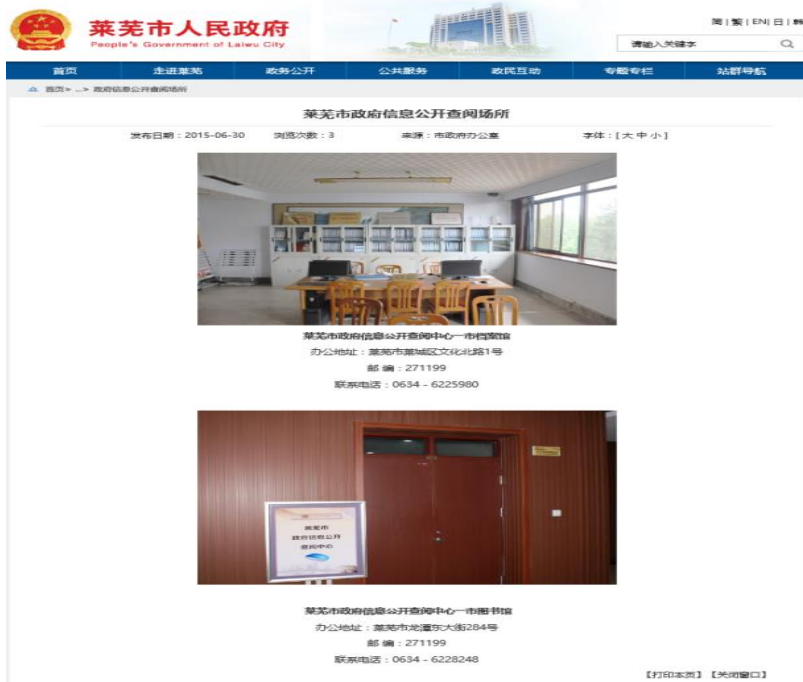 莱芜市人民政府
People's Government of Laiwu City
简 | 繁 | EN | 日 | 韩
请输入关键字
首页 走进莱芜 政务公开 公共服务 政民互动 专题专栏 站群导航
首页> ...> 政府信息公开查阅场所
莱芜市政府信息公开查阅场所
发布日期：2015-06-30 浏览次数：3 来源：市政府办公室 字体：[ 大 中 小 ]
莱芜市政府信息公开查阅中心—市档案馆
办公地址：莱芜市莱城区文化北路1号
邮 编：271199
联系电话：0634 - 6225980
莱芜市
政府信息公开
查阅中心
莱芜市政府信息公开查阅中心—市图书馆
办公地址：莱芜市龙潭东大街284号
邮 编：271199
联系电话：0634 - 6228248
【打印本页】【关闭窗口】